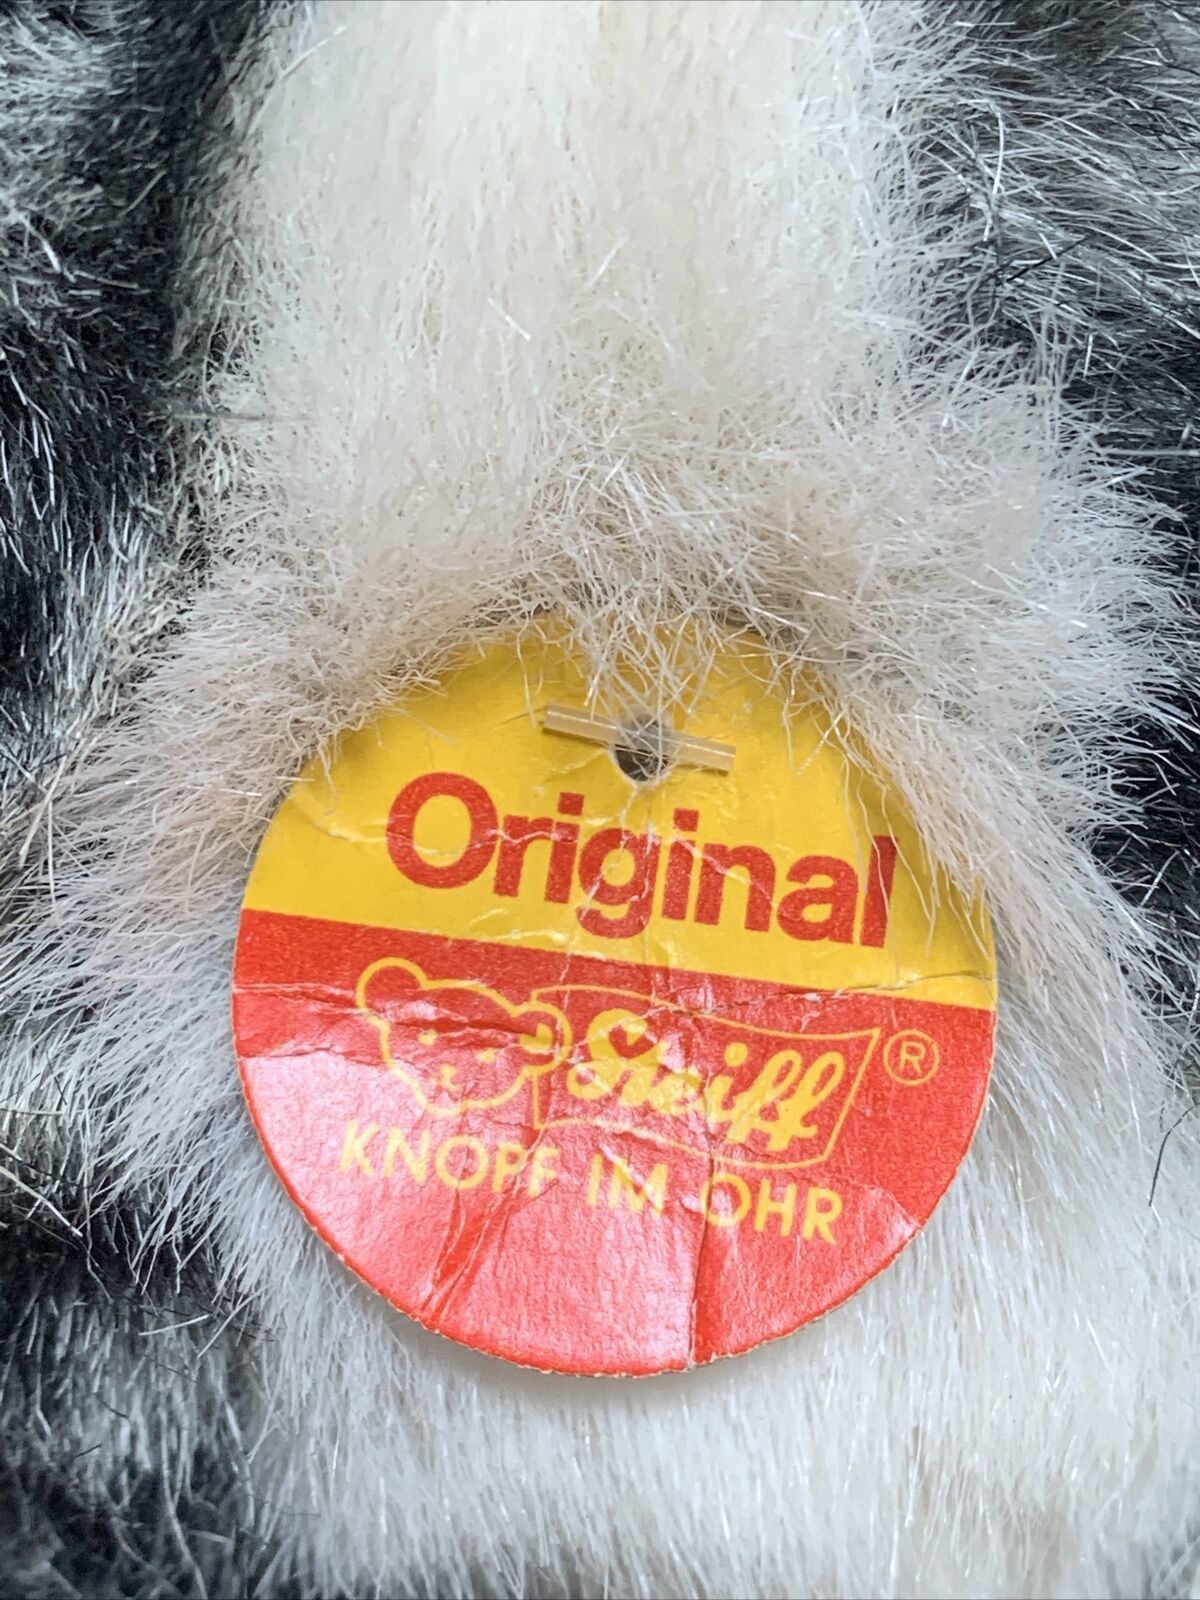 Original
Steiff ®
KNOPF IM OHR